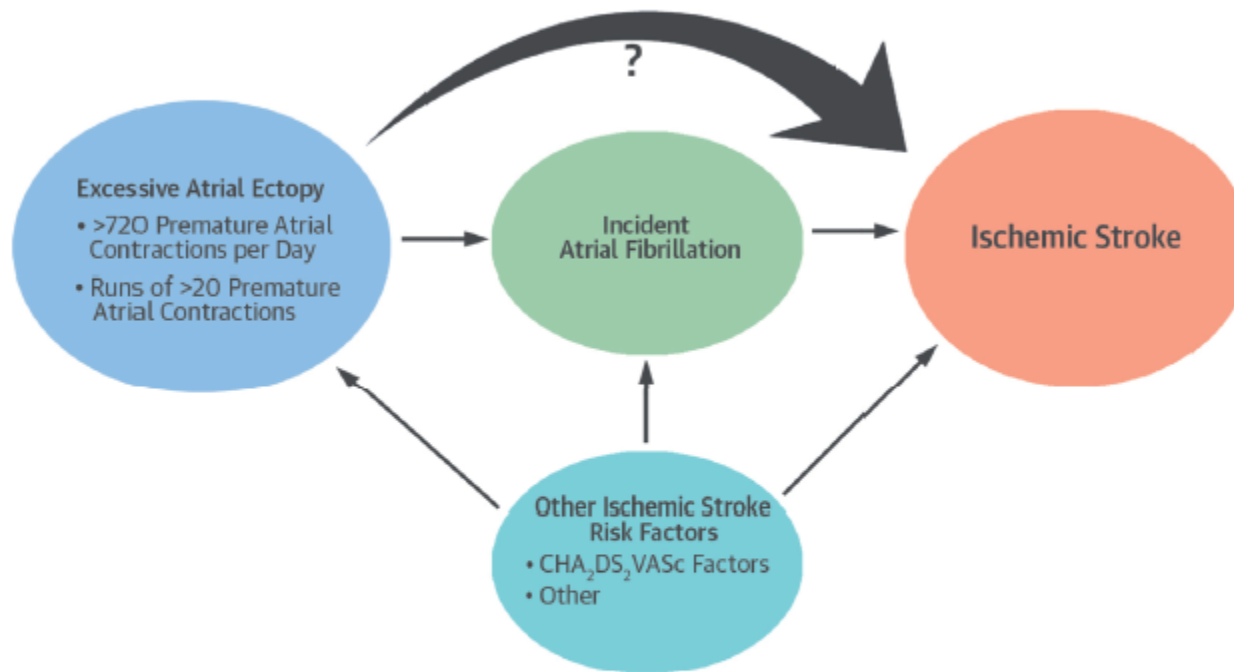 ?
Excessive Atrial Ectopy
• >720 Premature Atrial
Contractions per Day
• Runs of >20 Premature
Atrial Contractions
Incident
Atrial Fibrillation
Ischemic Stroke
Other Ischemic Stroke
Risk Factors
• CHA₂DS₂VASc Factors
• Other